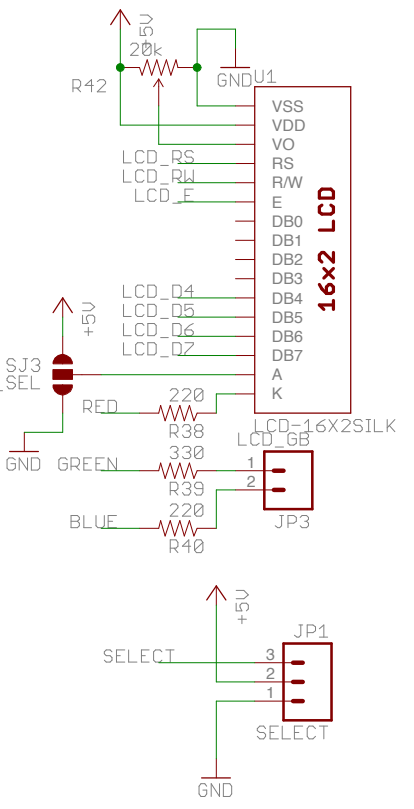 +5V
20k
R42
GND
U1
VSS
VDD
VO
LCD_RS
RS
LCD_RW
R/W
LCD_E
E
DB0
DB1
DB2
DB3
LCD_D4
DB4
LCD_D5
DB5
LCD_D6
DB6
LCD_D7
DB7
16x2 LCD
+5V
SJ3
_SEL
A
K
GND
RED
220
R38
LCD-16X2SILK
LCD_GB
GREEN
330
R39
1
2
BLUE
220
R40
JP3
+5V
JP1
SELECT
3
2
1
SELECT
GND